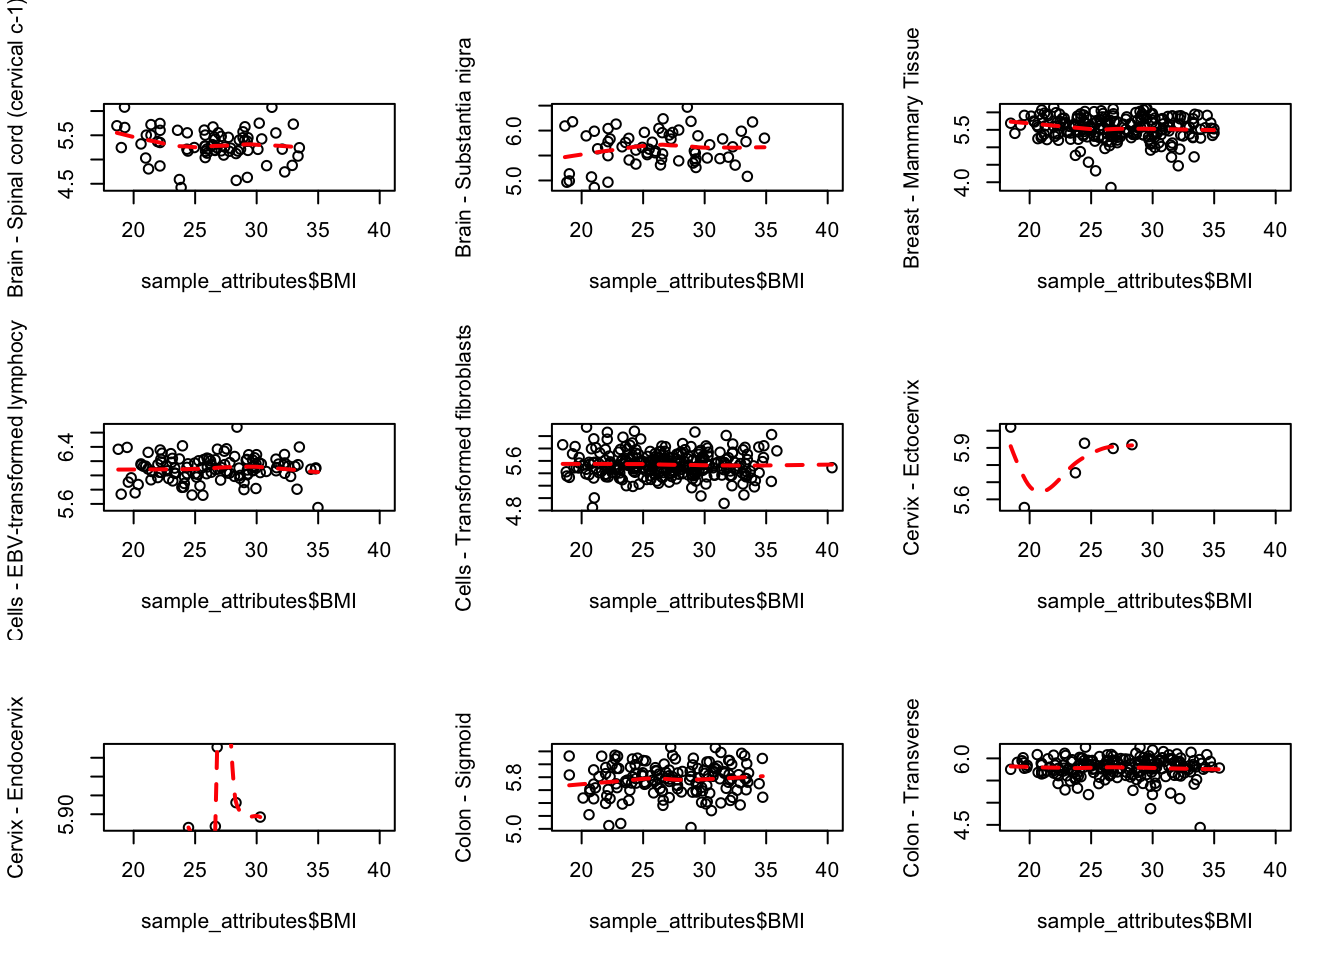 Brain - Spinal cord (cervical c-1)
4.5 5.5
20 25 30 35 40
sample_attributes$BMI
Brain - Substantia nigra
5.0 6.0
20 25 30 35 40
sample_attributes$BMI
Breast - Mammary Tissue
4.0 5.5
20 25 30 35 40
sample_attributes$BMI
Cells - EBV-transformed lymphocy
5.6 6.4
20 25 30 35 40
sample_attributes$BMI
Cells - Transformed fibroblasts
4.8 5.6
20 25 30 35 40
sample_attributes$BMI
Cervix - Ectocervix
5.6 5.9
20 25 30 35 40
sample_attributes$BMI
Cervix - Endocervix
5.90
20 25 30 35 40
sample_attributes$BMI
Colon - Sigmoid
5.0 5.8
20 25 30 35 40
sample_attributes$BMI
Colon - Transverse
4.5 6.0
20 25 30 35 40
sample_attributes$BMI